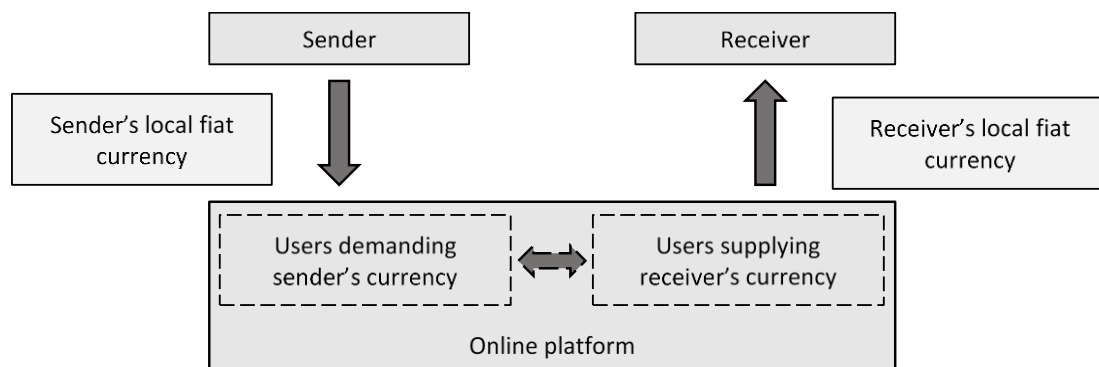 Sender
Receiver
Sender’s local fiat
currency
Receiver’s local fiat
currency
Users demanding
sender’s currency
Users supplying
receiver’s currency
Online platform